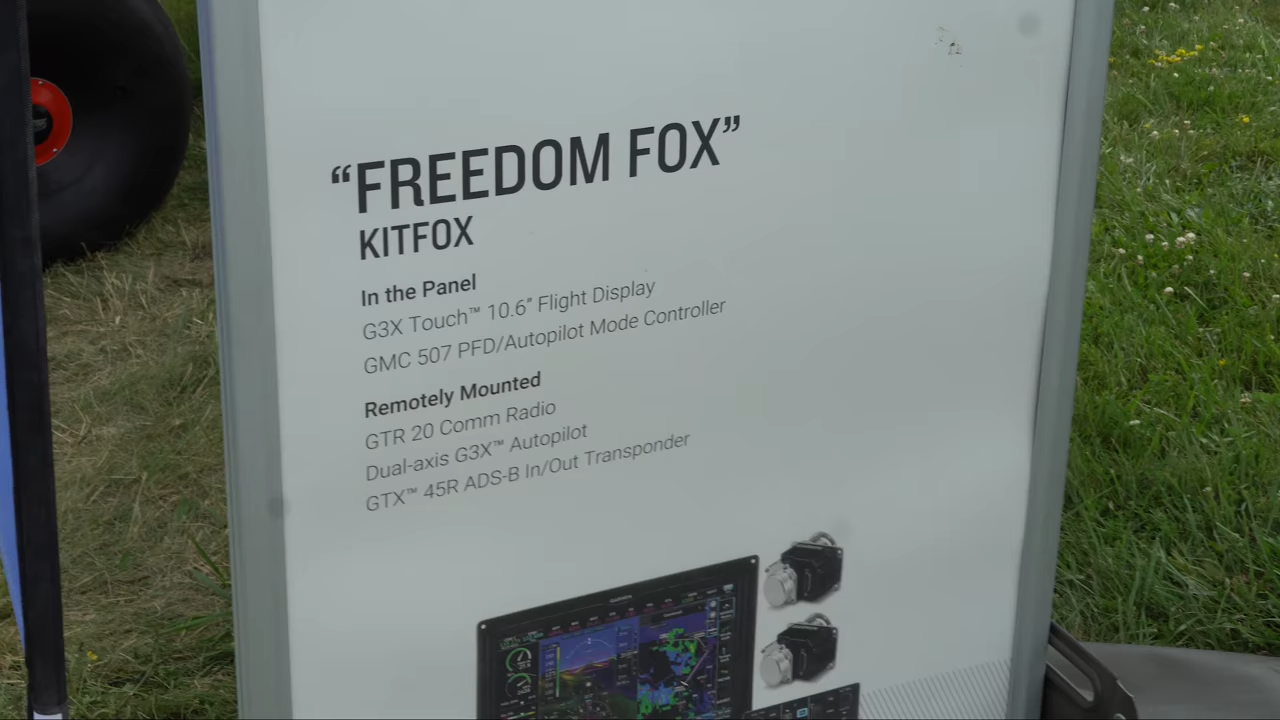 “FREEDOM FOX”
KITFOX
In the Panel
G3X Touch™ 10.6” Flight Display
GMC 507 PFD/Autopilot Mode Controller
Remotely Mounted
GTR 20 Comm Radio
Dual-axis G3X™ Autopilot
GTX™ 45R ADS-B In/Out Transponder
GARMIN